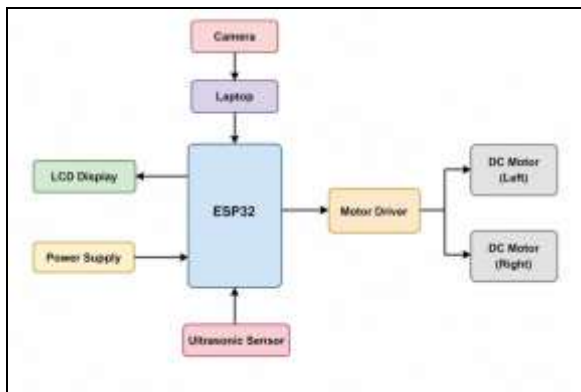 Camera
Laptop
LCD Display
ESP32
Motor Driver
DC Motor
(Left)
Power Supply
DC Motor
(Right)
Ultrasonic Sensor